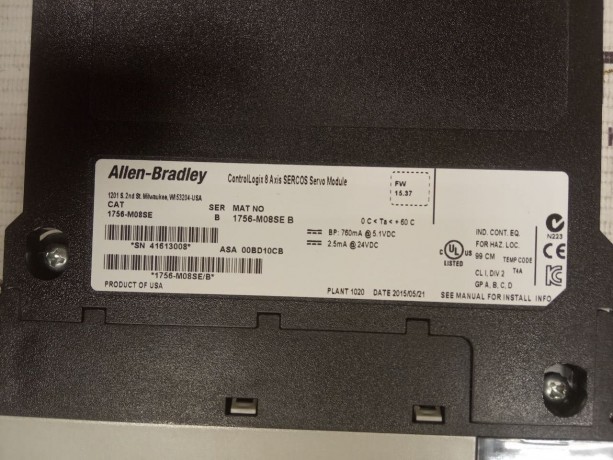 Allen-Bradley
ControlLogix 8 Axis SERCOS Servo Module
FW
15.37
1201 S. 2nd St. Milwaukee, WI 53204-USA
CAT
1756-M08SE
SER
B
MAT NO
1756-M08SE B
0 C < Ta < + 60 C
BP: 760mA @ 5.1VDC
2.5mA @ 24VDC
*SN 41613008*
ASA 00BD10CB
*1756-M08SE/B*
PRODUCT OF USA
PLANT 1020 DATE 2015/05/21
C UL US
LISTED
IND. CONT. EQ.
FOR HAZ. LOC.
99 CM TEMP CODE
T4A
CL I, DIV 2
GP A, B, C, D
N223
SEE MANUAL FOR INSTALL INFO